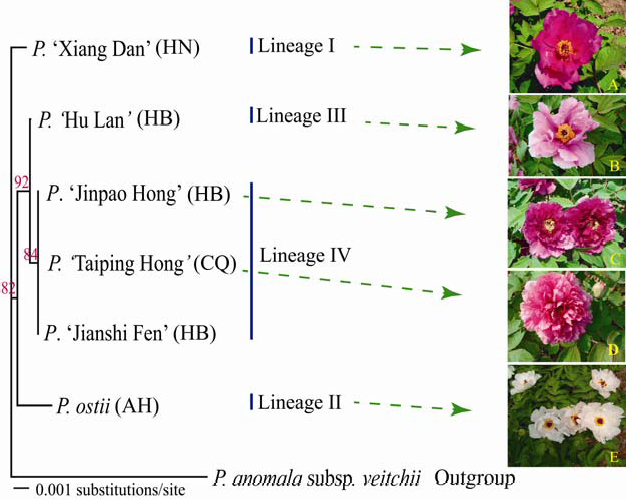 P. ‘Xiang Dan’ (HN) Lineage I
A
P. ‘Hu Lan’ (HB) Lineage III
B
92
P. ‘Jinpao Hong’ (HB)
C
84
P. ‘Taiping Hong’ (CQ) Lineage IV
82
P. ‘Jianshi Fen’ (HB)
D
P. ostii (AH) Lineage II
E
P. anomala subsp. veitchii Outgroup
0.001 substitutions/site